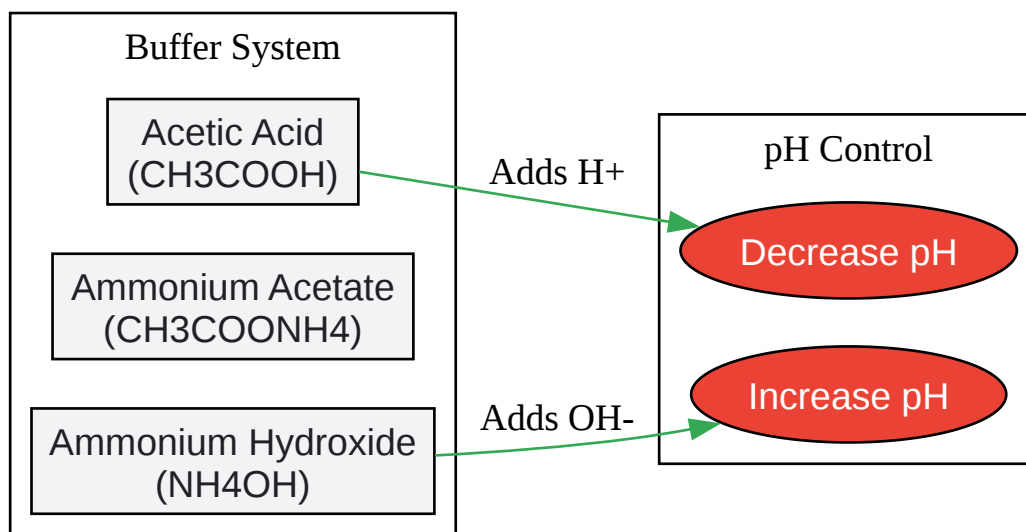 Buffer System
Acetic Acid
(CH3COOH)
Ammonium Acetate
(CH3COONH4)
Ammonium Hydroxide
(NH4OH)
Adds H+
Adds OH-
pH Control
Decrease pH
Increase pH